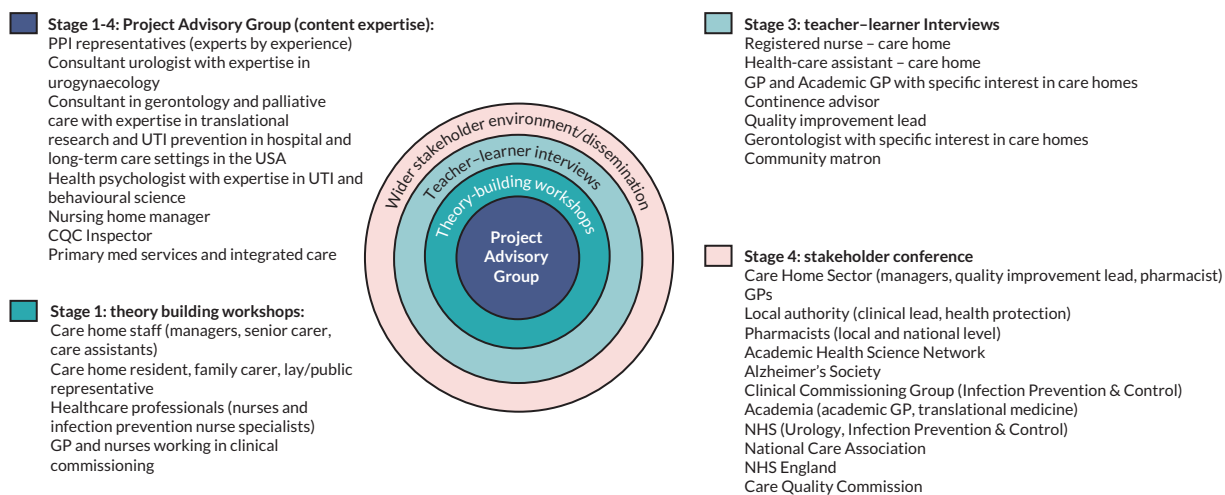 Stage 1-4: Project Advisory Group (content expertise):
PPI representatives (experts by experience)
Consultant urologist with expertise in
urogynaecology
Consultant in gerontology and palliative
care with expertise in translational
research and UTI prevention in hospital and
long-term care settings in the USA
Health psychologist with expertise in UTI and
behavioural science
Nursing home manager
CQC Inspector
Primary med services and integrated care
Stage 1: theory building workshops:
Care home staff (managers, senior carer,
care assistants)
Care home resident, family carer, lay/public
representative
Healthcare professionals (nurses and
infection prevention nurse specialists)
GP and nurses working in clinical
commissioning
Wider stakeholder environment/dissemination
Teacher–learner interviews
Theory-building workshops
Project
Advisory
Group
Stage 3: teacher–learner Interviews
Registered nurse – care home
Health-care assistant – care home
GP and Academic GP with specific interest in care homes
Continence advisor
Quality improvement lead
Gerontologist with specific interest in care homes
Community matron
Stage 4: stakeholder conference
Care Home Sector (managers, quality improvement lead, pharmacist)
GPs
Local authority (clinical lead, health protection)
Pharmacists (local and national level)
Academic Health Science Network
Alzheimer's Society
Clinical Commissioning Group (Infection Prevention & Control)
Academia (academic GP, translational medicine)
NHS (Urology, Infection Prevention & Control)
National Care Association
NHS England
Care Quality Commission